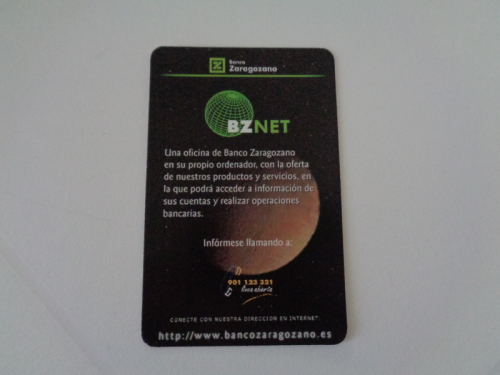 Banco
Zaragozano
BZNET
Una oficina de Banco Zaragozano
en su propio ordenador, con la oferta
de nuestros productos y servicios, en
la que podrá acceder a información de
sus cuentas y realizar operaciones
bancarias.
Infórmese llamando a:
901 123 321
línea abierta
CONECTE CON NUESTRA DIRECCION EN INTERNET.
http://www.bancozaragozano.es